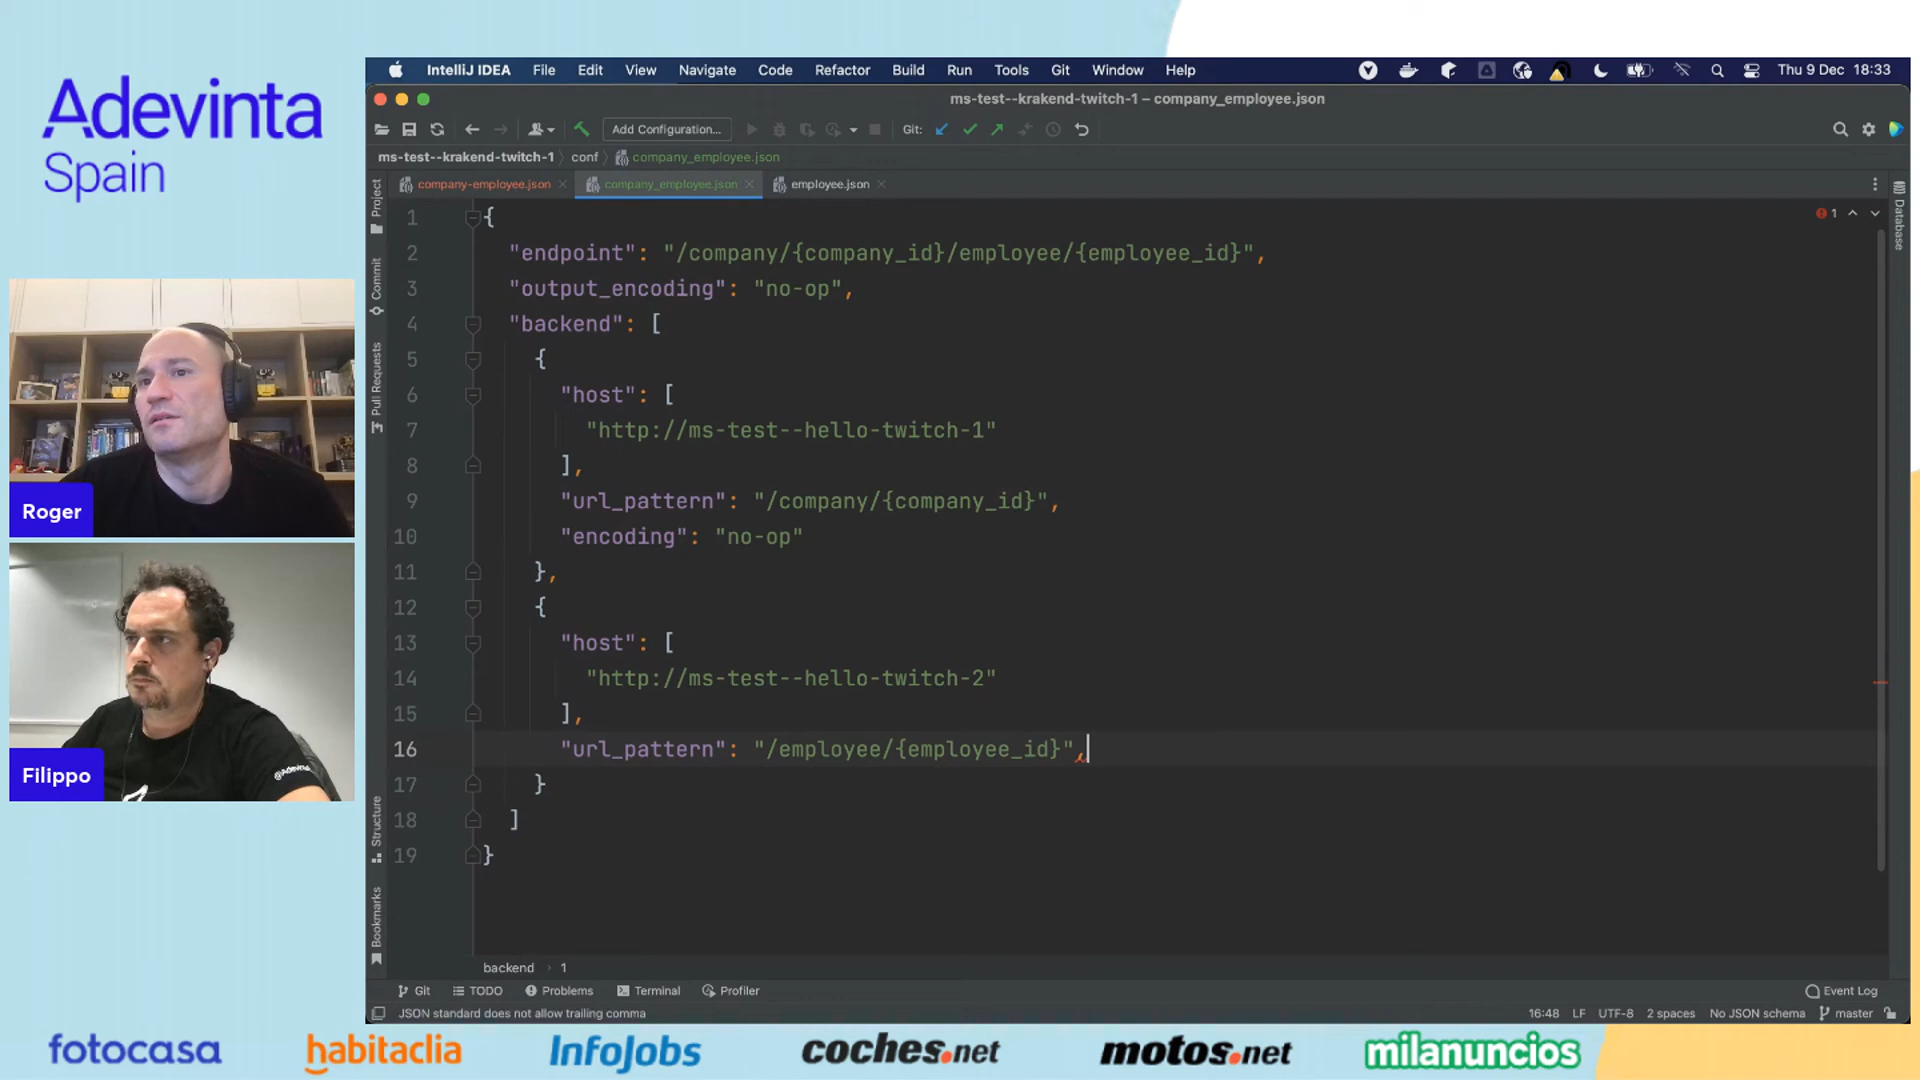 Adevinta
Spain
IntelliJ IDEA File Edit View Navigate Code Refactor Build Run Tools Git Window Help Thu 9 Dec 18:33
ms-test--krakend-twitch-1 – company_employee.json
Add Configuration... Git:
ms-test--krakend-twitch-1 conf company_employee.json
company-employee.json company_employee.json employee.json
Project
Commit
Pull Requests
Structure
Bookmarks
Database
1
1 {
2 "endpoint": "/company/{company_id}/employee/{employee_id}",
3 "output_encoding": "no-op",
4 "backend": [
5 {
6 "host": [
7 "http://ms-test--hello-twitch-1"
8 ],
9 "url_pattern": "/company/{company_id}",
10 "encoding": "no-op"
11 },
12 {
13 "host": [
14 "http://ms-test--hello-twitch-2"
15 ],
16 "url_pattern": "/employee/{employee_id}",
17 }
18 ]
19 }
backend 1
Git TODO Problems Terminal Profiler Event Log
JSON standard does not allow trailing comma 16:48 LF UTF-8 2 spaces No JSON schema master
Roger
@Adevinta
Filippo
fotocasa habitaclia InfoJobs coches.net motos.net milanuncios